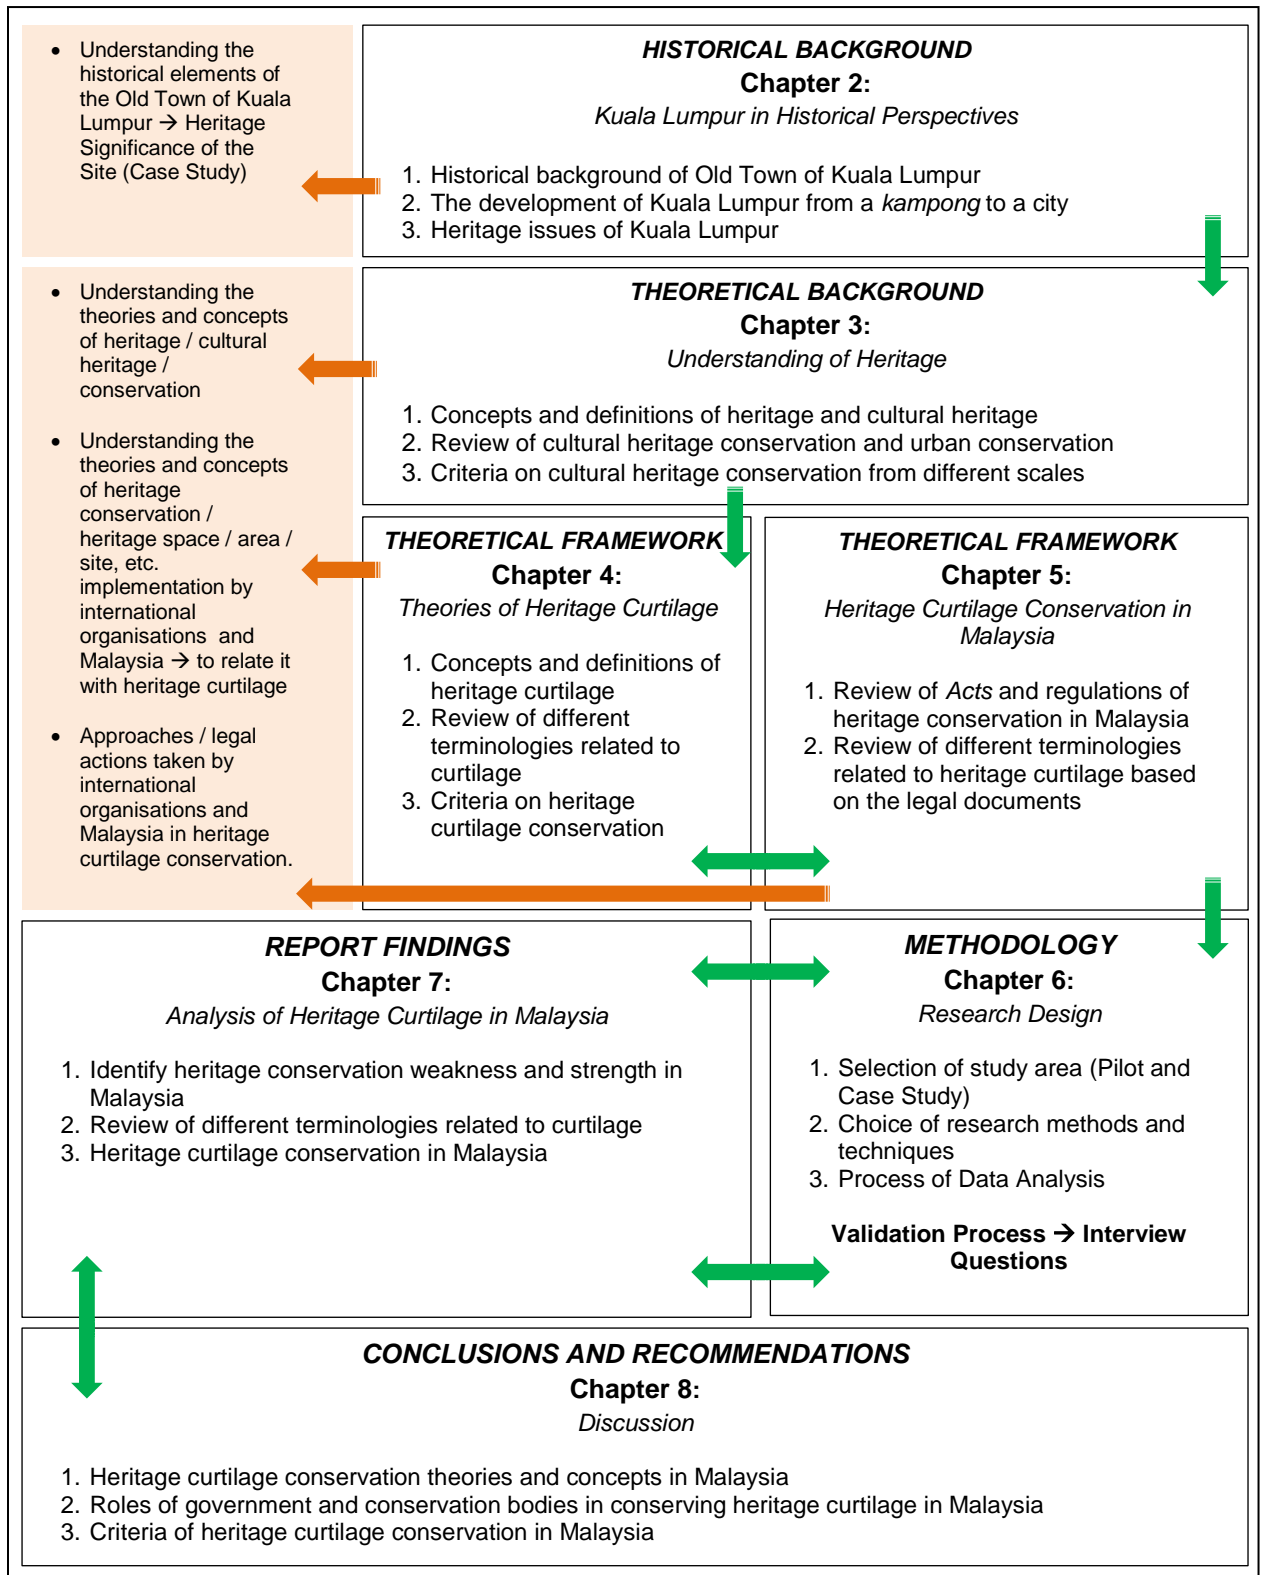 • Understanding the
historical elements of
the Old Town of Kuala
Lumpur → Heritage
Significance of the
Site (Case Study)
HISTORICAL BACKGROUND
Chapter 2:
Kuala Lumpur in Historical Perspectives
1. Historical background of Old Town of Kuala Lumpur
2. The development of Kuala Lumpur from a kampong to a city
3. Heritage issues of Kuala Lumpur
• Understanding the
theories and concepts
of heritage / cultural
heritage /
conservation
• Understanding the
theories and concepts
of heritage
conservation /
heritage space / area /
site, etc.
implementation by
international
organisations and
Malaysia → to relate it
with heritage curtilage
• Approaches / legal
actions taken by
international
organisations and
Malaysia in heritage
curtilage conservation.
THEORETICAL BACKGROUND
Chapter 3:
Understanding of Heritage
1. Concepts and definitions of heritage and cultural heritage
2. Review of cultural heritage conservation and urban conservation
3. Criteria on cultural heritage conservation from different scales
THEORETICAL FRAMEWORK
Chapter 4:
Theories of Heritage Curtilage
1. Concepts and definitions of
heritage curtilage
2. Review of different
terminologies related to
curtilage
3. Criteria on heritage
curtilage conservation
THEORETICAL FRAMEWORK
Chapter 5:
Heritage Curtilage Conservation in
Malaysia
1. Review of Acts and regulations of
heritage conservation in Malaysia
2. Review of different terminologies
related to heritage curtilage based
on the legal documents
REPORT FINDINGS
Chapter 7:
Analysis of Heritage Curtilage in Malaysia
1. Identify heritage conservation weakness and strength in
Malaysia
2. Review of different terminologies related to curtilage
3. Heritage curtilage conservation in Malaysia
METHODOLOGY
Chapter 6:
Research Design
1. Selection of study area (Pilot and
Case Study)
2. Choice of research methods and
techniques
3. Process of Data Analysis
Validation Process → Interview
Questions
CONCLUSIONS AND RECOMMENDATIONS
Chapter 8:
Discussion
1. Heritage curtilage conservation theories and concepts in Malaysia
2. Roles of government and conservation bodies in conserving heritage curtilage in Malaysia
3. Criteria of heritage curtilage conservation in Malaysia